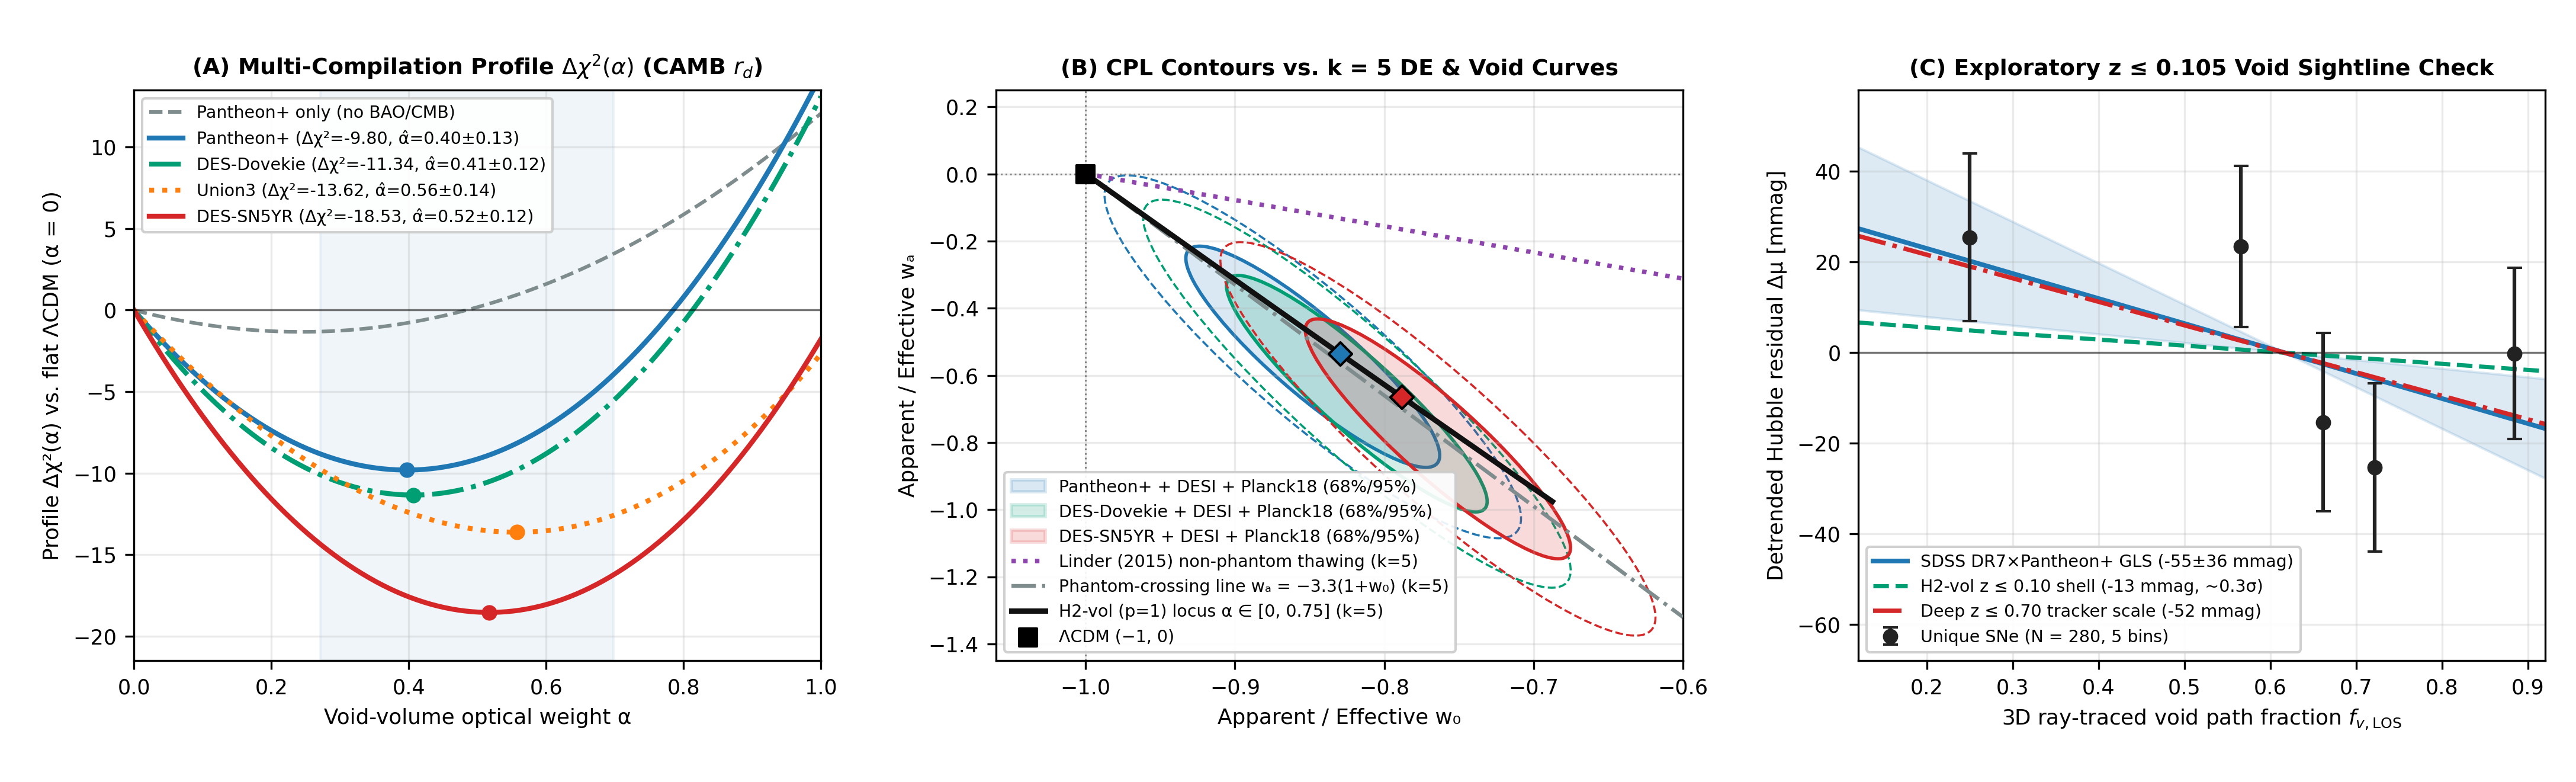 (A) Multi-Compilation Profile Δχ²(α) (CAMB r_d)
Profile Δχ²(α) vs. flat ΛCDM (α = 0)
10
5
0
−5
−10
−15
−20
Pantheon+ only (no BAO/CMB)
Pantheon+ (Δχ²=-9.80, α̂=0.40±0.13)
DES-Dovekie (Δχ²=-11.34, α̂=0.41±0.12)
Union3 (Δχ²=-13.62, α̂=0.56±0.14)
DES-SN5YR (Δχ²=-18.53, α̂=0.52±0.12)
0.0 0.2 0.4 0.6 0.8 1.0
Void-volume optical weight α
(B) CPL Contours vs. k = 5 DE & Void Curves
Apparent / Effective wₐ
0.2
0.0
−0.2
−0.4
−0.6
−0.8
−1.0
−1.2
−1.4
Pantheon+ + DESI + Planck18 (68%/95%)
DES-Dovekie + DESI + Planck18 (68%/95%)
DES-SN5YR + DESI + Planck18 (68%/95%)
Linder (2015) non-phantom thawing (k=5)
Phantom-crossing line wₐ = −3.3(1+w₀) (k=5)
H2-vol (p=1) locus α ∈ [0, 0.75] (k=5)
ΛCDM (−1, 0)
−1.0 −0.9 −0.8 −0.7 −0.6
Apparent / Effective w₀
(C) Exploratory z ≤ 0.105 Void Sightline Check
Detrended Hubble residual Δμ [mmag]
40
20
0
−20
−40
−60
SDSS DR7×Pantheon+ GLS (-55±36 mmag)
H2-vol z ≤ 0.10 shell (-13 mmag, ~0.3σ)
Deep z ≤ 0.70 tracker scale (-52 mmag)
Unique SNe (N = 280, 5 bins)
0.2 0.3 0.4 0.5 0.6 0.7 0.8 0.9
3D ray-traced void path fraction f_v, LOS